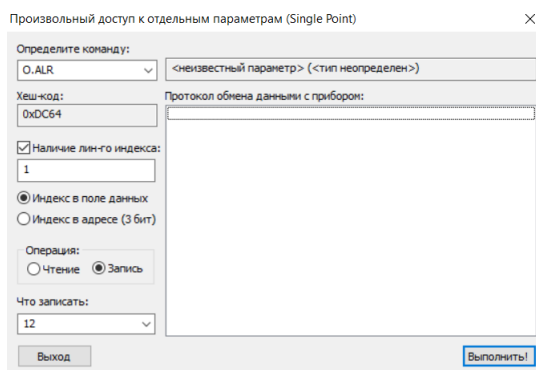 Произвольный доступ к отдельным параметрам (Single Point)
Определите команду:
O.ALR
<неизвестный параметр> (<тип неопределен>)
Хеш-код:
0xDC64
Протокол обмена данными с прибором:
Наличие лин-го индекса:
1
Индекс в поле данных
Индекс в адресе (3 бит)
Операция:
Чтение
Запись
Что записать:
12
Выход
Выполнить!